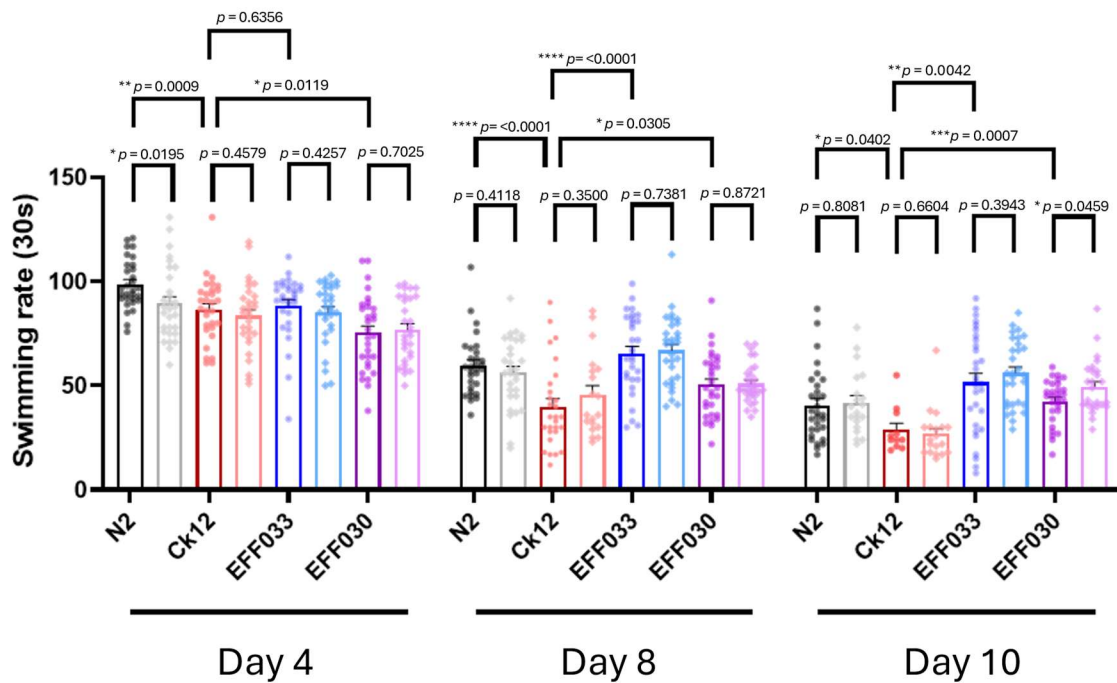 p = 0.6356
** p = 0.0009
* p = 0.0119
* p = 0.0195
p = 0.4579
p = 0.4257
p = 0.7025
**** p= <0.0001
**** p= <0.0001
* p = 0.0305
p = 0.4118
p = 0.3500
p = 0.7381
p = 0.8721
** p = 0.0042
* p = 0.0402
*** p = 0.0007
p = 0.8081
p = 0.6604
p = 0.3943
* p = 0.0459
Swimming rate (30s)
150
100
50
0
N2
Ck12
EFF033
EFF030
N2
Ck12
EFF033
EFF030
N2
Ck12
EFF033
EFF030
Day 4
Day 8
Day 10